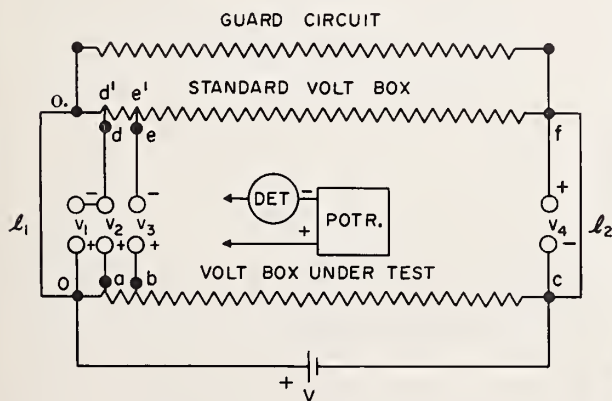 GUARD CIRCUIT
STANDARD VOLT BOX
O.
d' e'
d e f
− − +
ℓ₁ V₁ V₂ V₃ V₄ ℓ₂
+ + + −
DET − POTR.
+
VOLT BOX UNDER TEST
O a b c
+ V